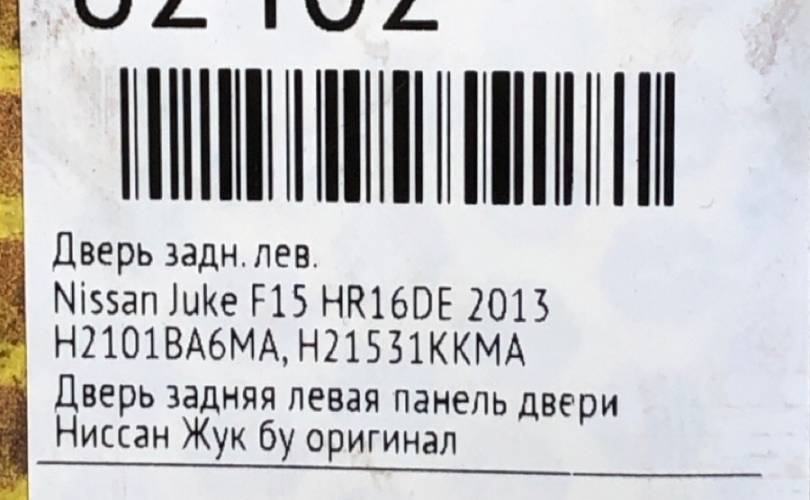 Дверь задн. лев.
Nissan Juke F15 HR16DE 2013
H2101BA6MA, H21531KKMA
Дверь задняя левая панель двери
Ниссан Жук бу оригинал